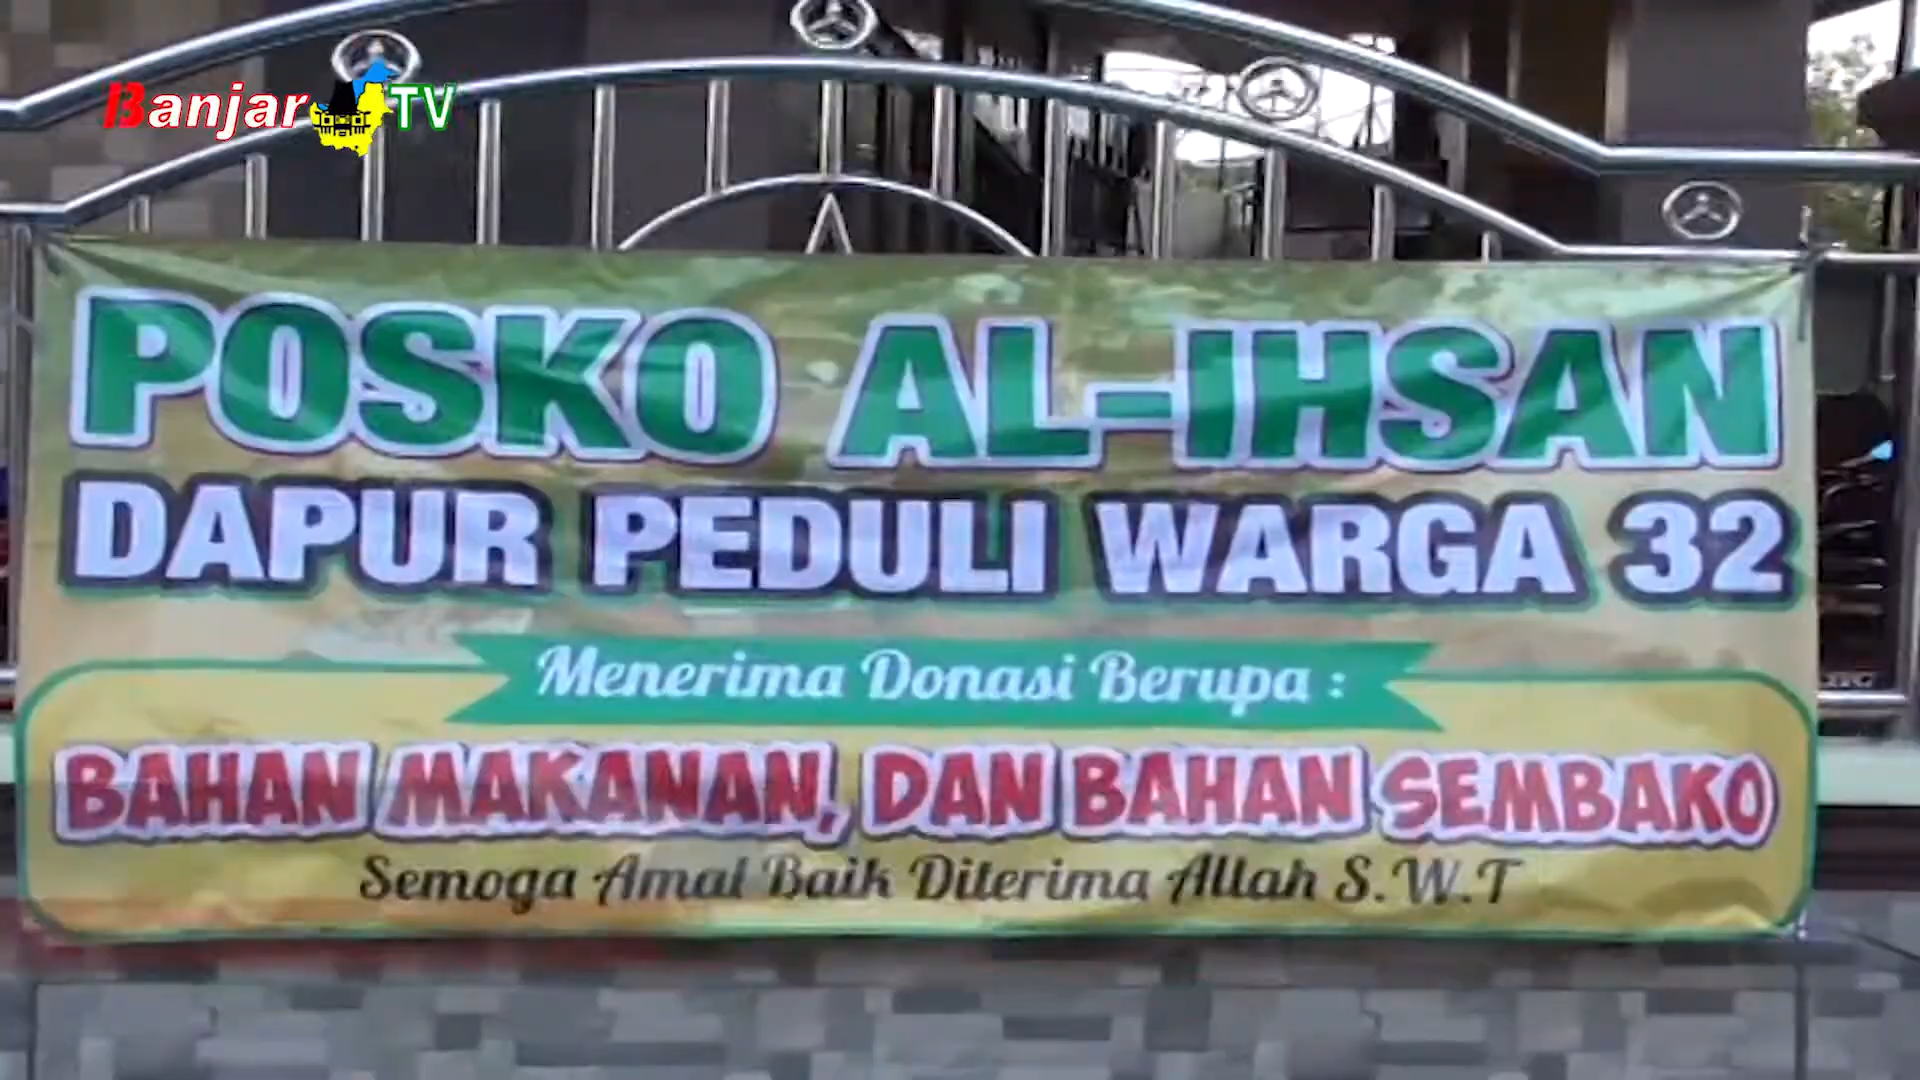 Banjar TV
POSKO AL-IHSAN
DAPUR PEDULI WARGA 32
Menerima Donasi Berupa :
BAHAN MAKANAN, DAN BAHAN SEMBAKO
Semoga Amal Baik Diterima Allah S.W.T